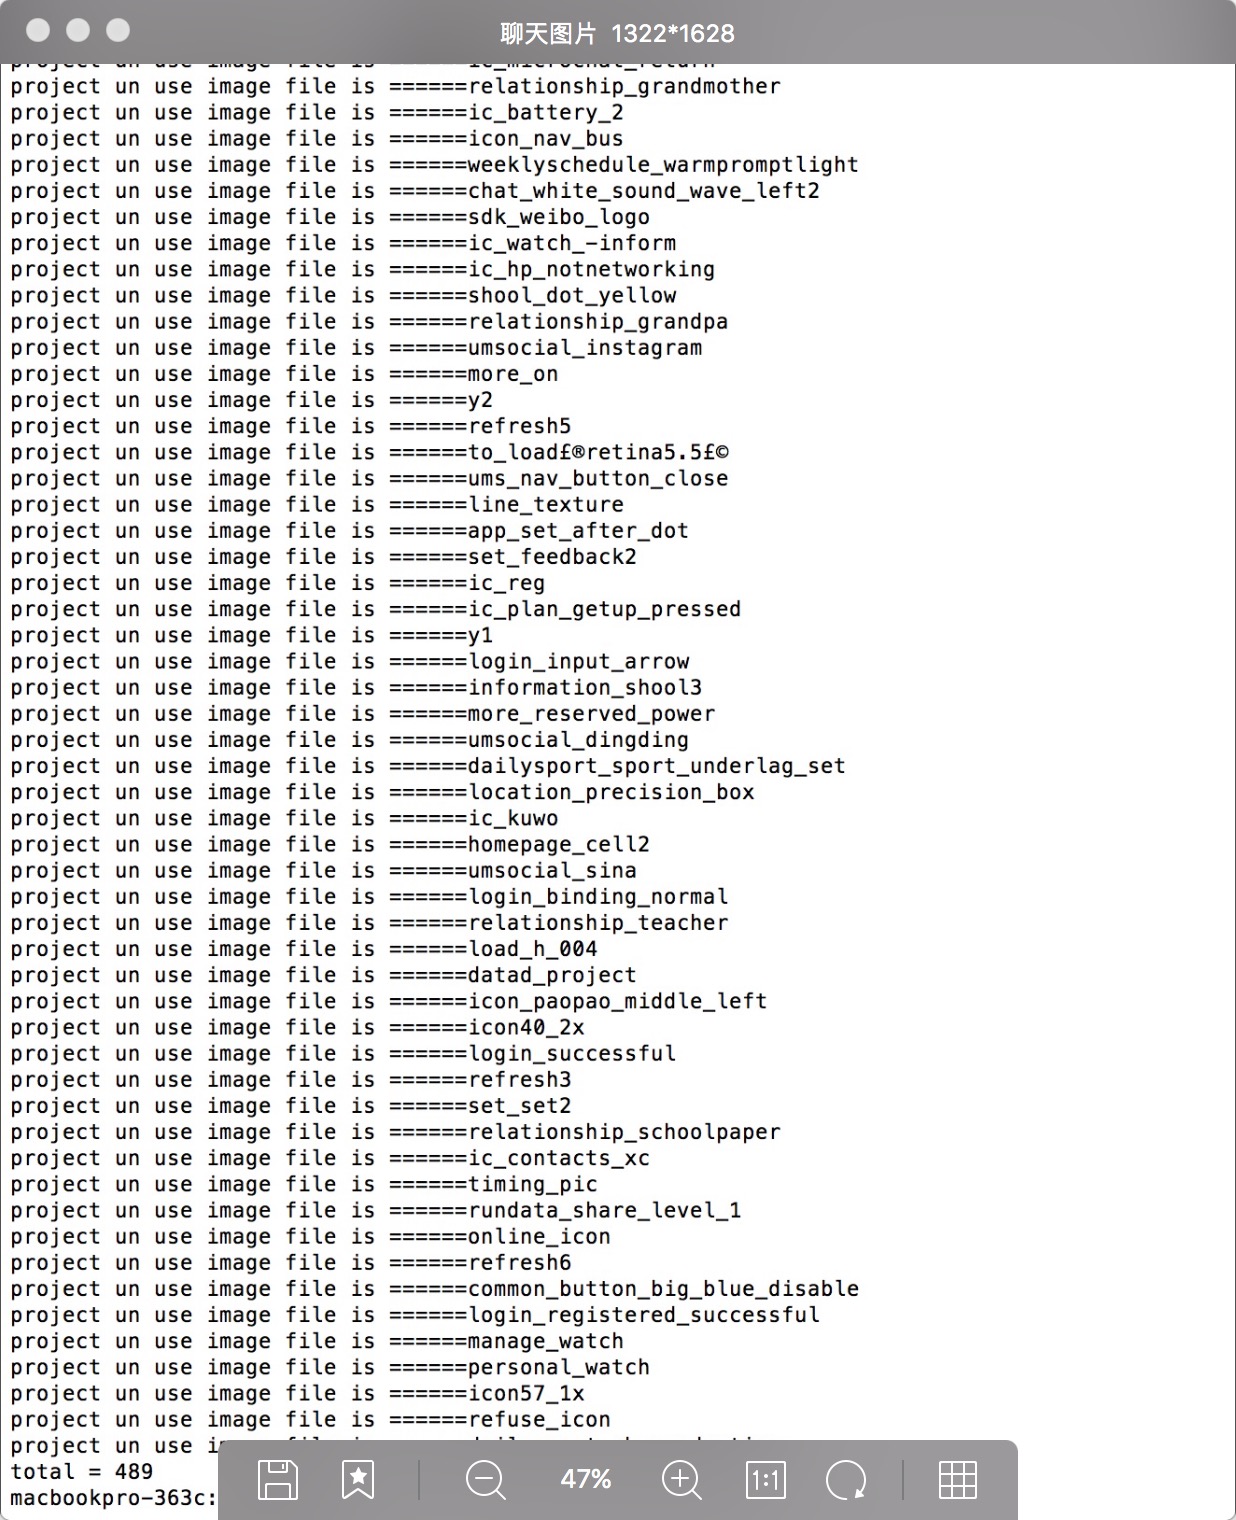 聊天图片 1322*1628
project un use image file is ======ic_microchat_return
project un use image file is ======relationship_grandmother
project un use image file is ======ic_battery_2
project un use image file is ======icon_nav_bus
project un use image file is ======weeklyschedule_warmpromptlight
project un use image file is ======chat_white_sound_wave_left2
project un use image file is ======sdk_weibo_logo
project un use image file is ======ic_watch_-inform
project un use image file is ======ic_hp_notnetworking
project un use image file is ======shool_dot_yellow
project un use image file is ======relationship_grandpa
project un use image file is ======umsocial_instagram
project un use image file is ======more_on
project un use image file is ======y2
project un use image file is ======refresh5
project un use image file is ======to_load£®retina5.5£©
project un use image file is ======ums_nav_button_close
project un use image file is ======line_texture
project un use image file is ======app_set_after_dot
project un use image file is ======set_feedback2
project un use image file is ======ic_reg
project un use image file is ======ic_plan_getup_pressed
project un use image file is ======y1
project un use image file is ======login_input_arrow
project un use image file is ======information_shool3
project un use image file is ======more_reserved_power
project un use image file is ======umsocial_dingding
project un use image file is ======dailysport_sport_underlag_set
project un use image file is ======location_precision_box
project un use image file is ======ic_kuwo
project un use image file is ======homepage_cell2
project un use image file is ======umsocial_sina
project un use image file is ======login_binding_normal
project un use image file is ======relationship_teacher
project un use image file is ======load_h_004
project un use image file is ======datad_project
project un use image file is ======icon_paopao_middle_left
project un use image file is ======icon40_2x
project un use image file is ======login_successful
project un use image file is ======refresh3
project un use image file is ======set_set2
project un use image file is ======relationship_schoolpaper
project un use image file is ======ic_contacts_xc
project un use image file is ======timing_pic
project un use image file is ======rundata_share_level_1
project un use image file is ======online_icon
project un use image file is ======refresh6
project un use image file is ======common_button_big_blue_disable
project un use image file is ======login_registered_successful
project un use image file is ======manage_watch
project un use image file is ======personal_watch
project un use image file is ======icon57_1x
project un use image file is ======refuse_icon
project un use
total = 489
macbookpro-363c:
47%
1:1